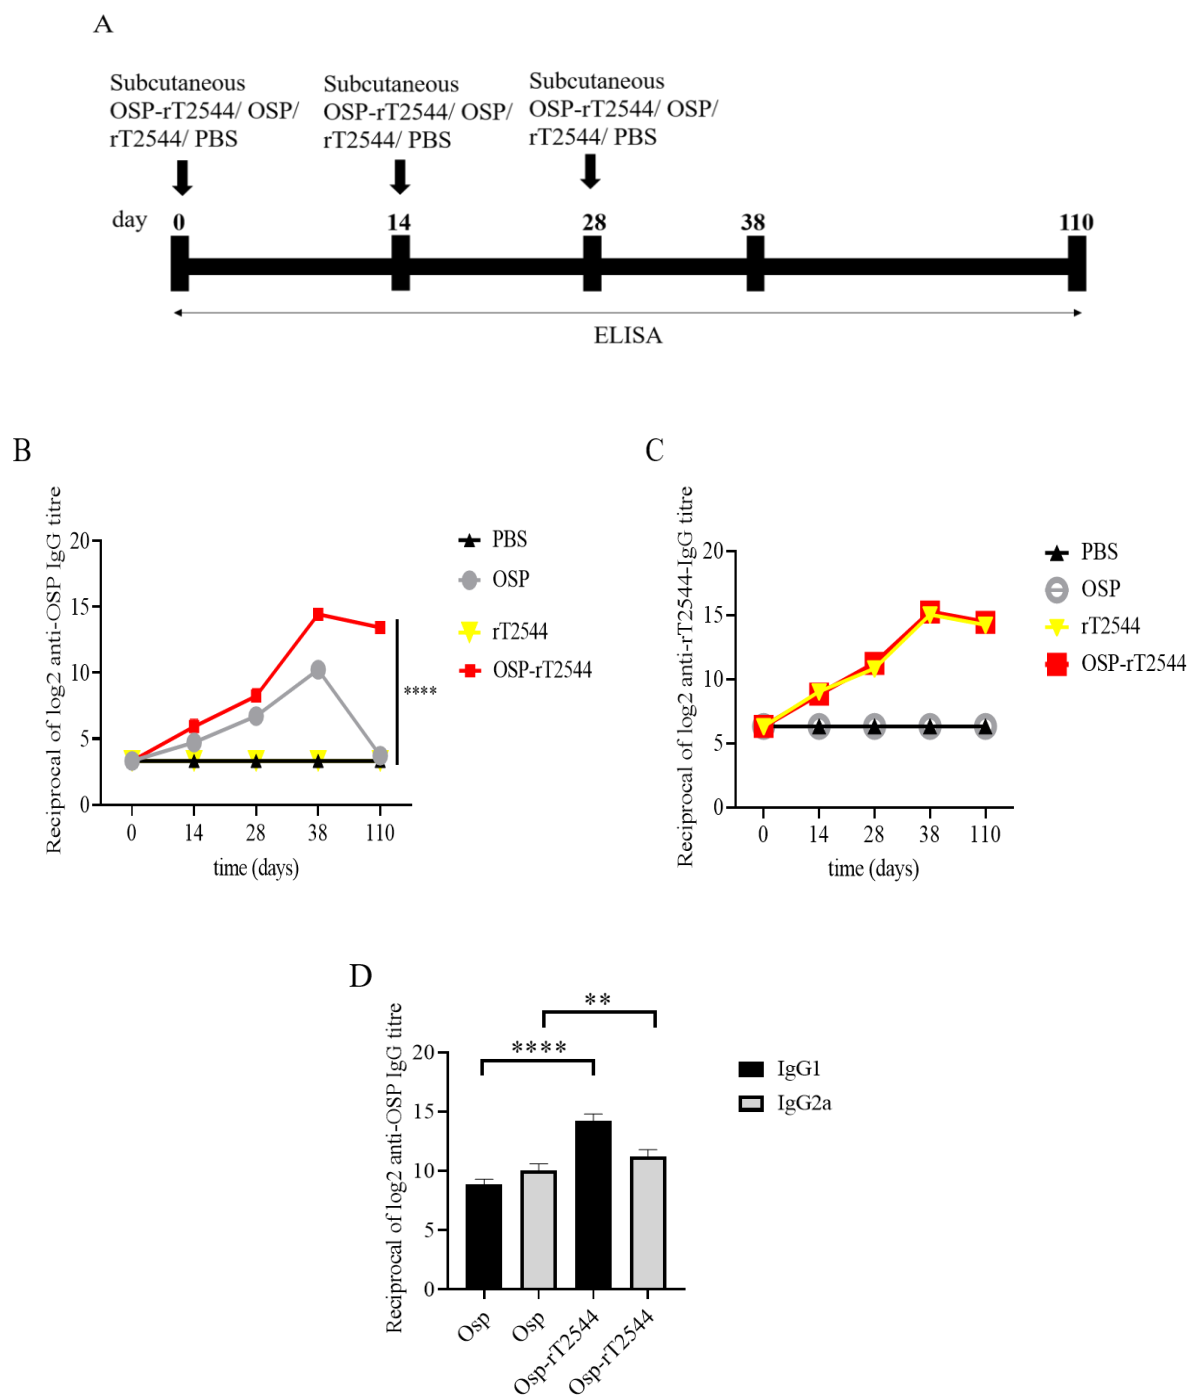 A
Subcutaneous
OSP-rT2544/ OSP/
rT2544/ PBS
Subcutaneous
OSP-rT2544/ OSP/
rT2544/ PBS
Subcutaneous
OSP-rT2544/ OSP/
rT2544/ PBS
day 0 14 28 38 110
ELISA
B
Reciprocal of log2 anti-OSP IgG titre
20
15
10
5
0
0 14 28 38 110
time (days)
PBS
OSP
rT2544
OSP-rT2544
****
C
Reciprocal of log2 anti-rT2544-IgG titre
20
15
10
5
0
0 14 28 38 110
time (days)
PBS
OSP
rT2544
OSP-rT2544
D
Reciprocal of log2 anti-OSP IgG titre
20
15
10
5
0
**
****
Osp
Osp
Osp-rT2544
Osp-rT2544
IgG1
IgG2a